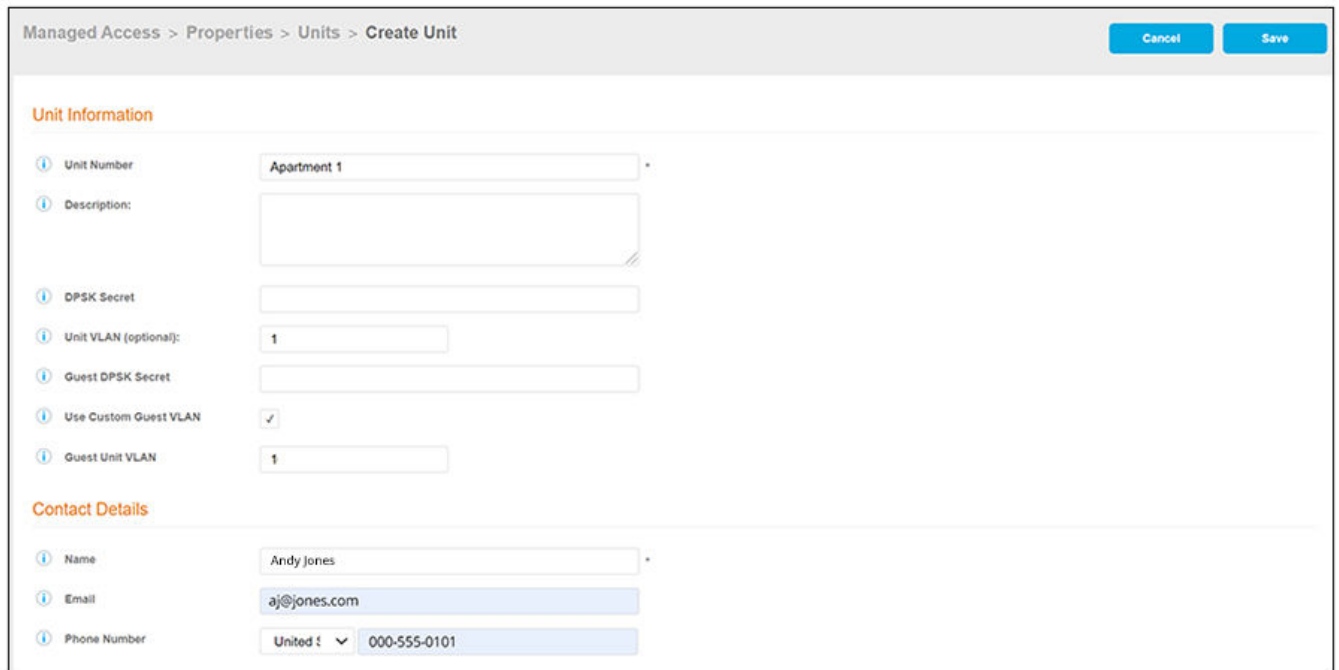 Managed Access > Properties > Units > Create Unit
Cancel
Save
Unit Information
Unit Number
Apartment 1
*
Description:
DPSK Secret
Unit VLAN (optional):
1
Guest DPSK Secret
Use Custom Guest VLAN
Guest Unit VLAN
1
Contact Details
Name
Andy Jones
*
Email
aj@jones.com
Phone Number
United S
000-555-0101